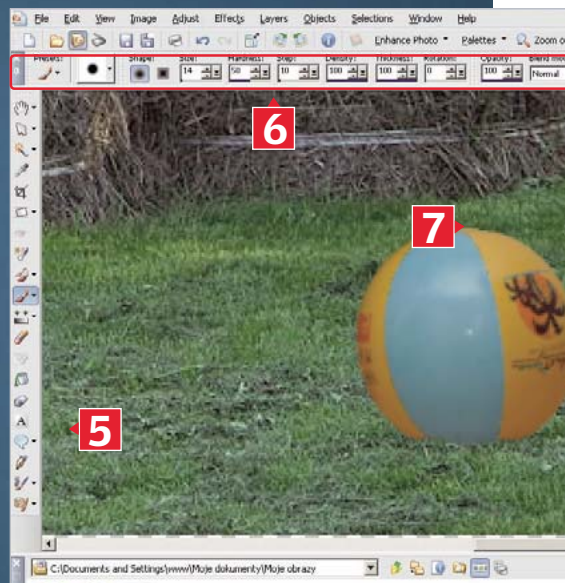 File Edit View Image Adjust Effects Layers Objects Selections Window Help
Enhance Photo Palettes Zoom
Presets: Shape: Size: Hardness: Step: Density: Thickness: Rotation: Opacity: Blend
14 50 10 100 100 0 100 Normal
6
7
5
A
C:\Documents and Settings\www\Moje dokumenty\Moje obrazy